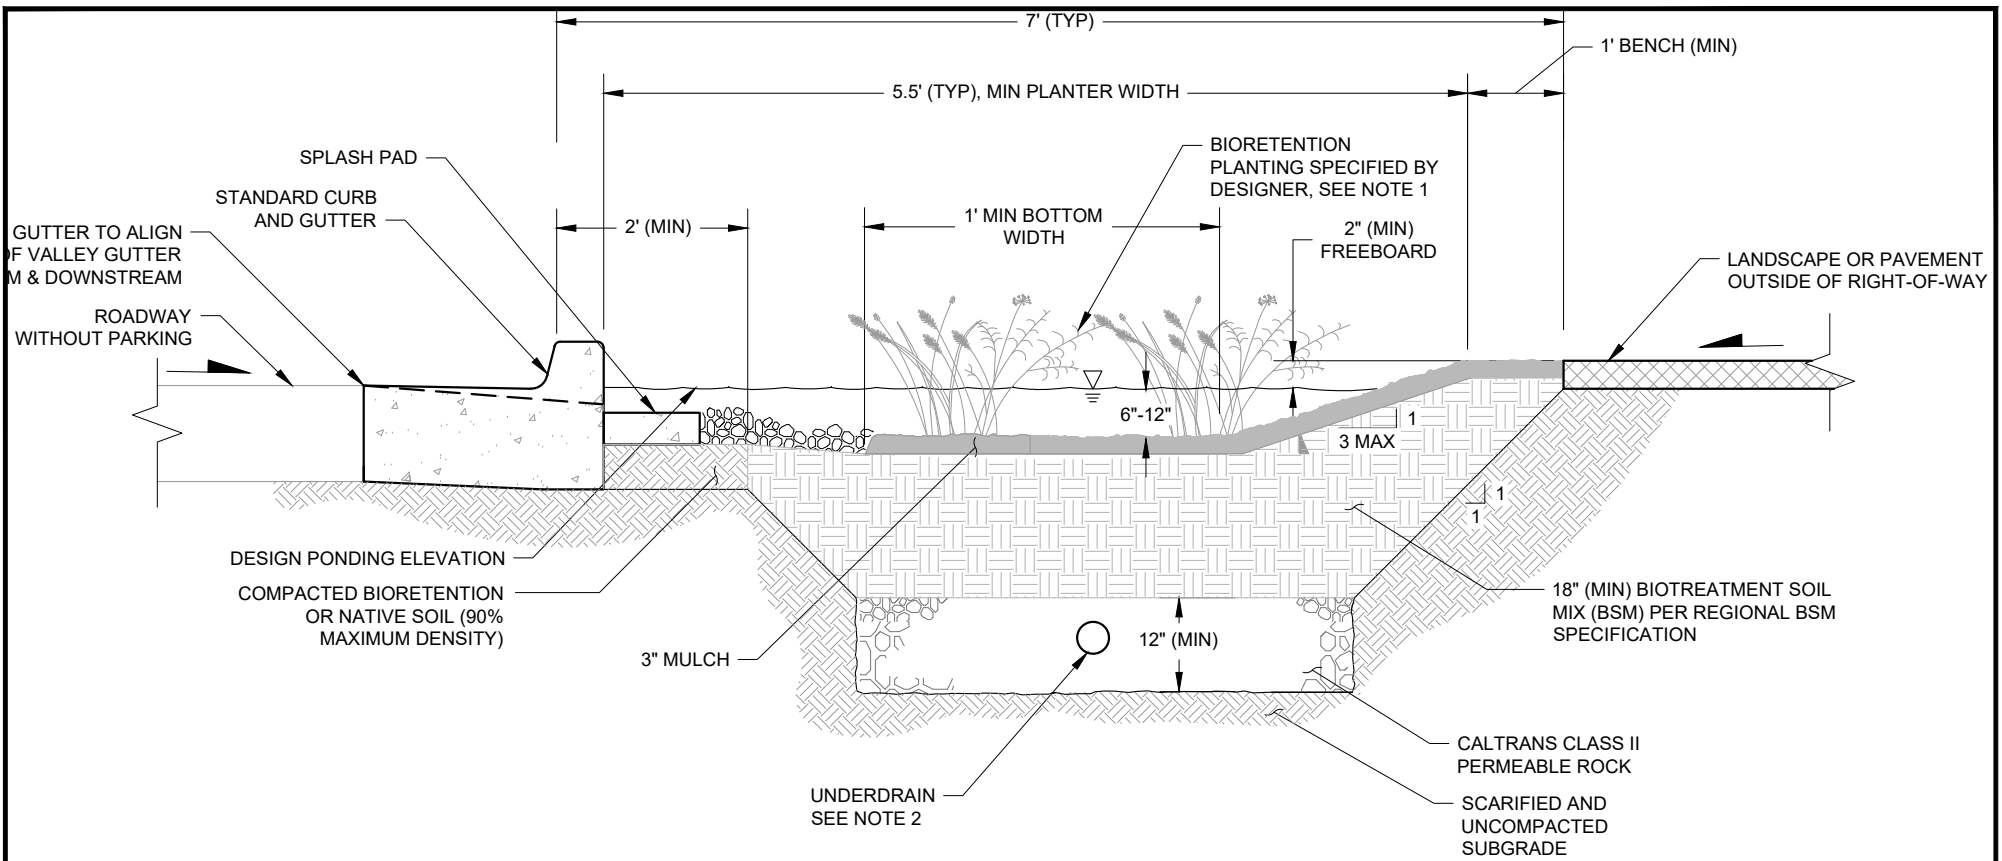 7' (TYP)
1' BENCH (MIN)
5.5' (TYP), MIN PLANTER WIDTH
SPLASH PAD
STANDARD CURB
AND GUTTER
GUTTER TO ALIGN
OF VALLEY GUTTER
M & DOWNSTREAM
ROADWAY
WITHOUT PARKING
2' (MIN)
1' MIN BOTTOM
WIDTH
BIORETENTION
PLANTING SPECIFIED BY
DESIGNER, SEE NOTE 1
2" (MIN)
FREEBOARD
LANDSCAPE OR PAVEMENT
OUTSIDE OF RIGHT-OF-WAY
6"-12"
1
3 MAX
1
1
DESIGN PONDING ELEVATION
COMPACTED BIORETENTION
OR NATIVE SOIL (90%
MAXIMUM DENSITY)
3" MULCH
12" (MIN)
18" (MIN) BIOTREATMENT SOIL
MIX (BSM) PER REGIONAL BSM
SPECIFICATION
UNDERDRAIN
SEE NOTE 2
CALTRANS CLASS II
PERMEABLE ROCK
SCARIFIED AND
UNCOMPACTED
SUBGRADE